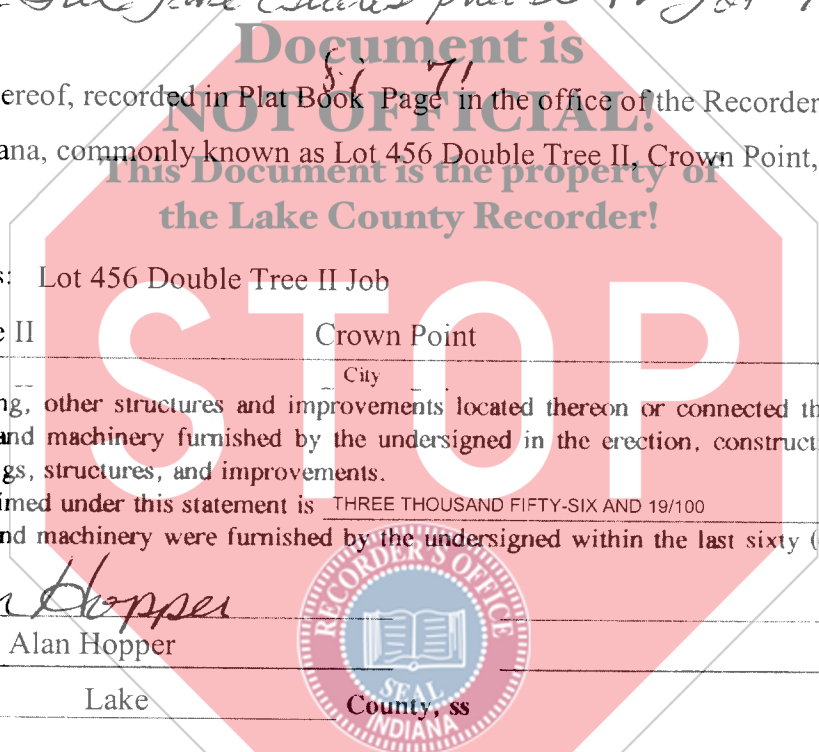 Document is
ereof, recorded in Plat Book Page 71 in the office of the Recorder
NOT OFFICIAL!
ana, commonly known as Lot 456 Double Tree II, Crown Point,
This Document is the property of
the Lake County Recorder!
s: Lot 456 Double Tree II Job
e II Crown Point
City
ng, other structures and improvements located thereon or connected th
and machinery furnished by the undersigned in the erection, constructi
gs, structures, and improvements.
imed under this statement is THREE THOUSAND FIFTY-SIX AND 19/100
nd machinery were furnished by the undersigned within the last sixty (
STOP
Hopper
Alan Hopper
Lake County, ss
RECORDER'S OFFICE
SEAL
INDIANA